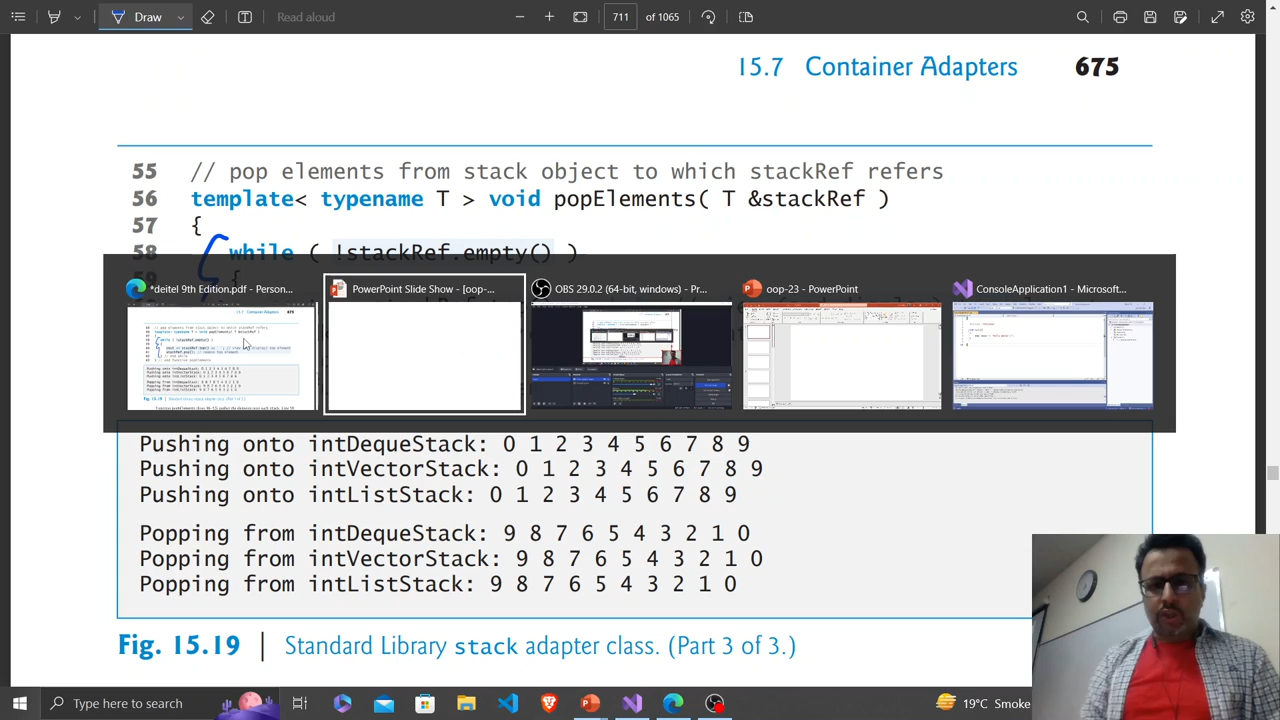 Draw
Read aloud
711 of 1065
15.7 Container Adapters 675
55 // pop elements from stack object to which stackRef refers
56 template< typename T > void popElements( T &stackRef )
57 {
58 while ( !stackRef.empty() )
*deitel 9th Edition.pdf - Person...
PowerPoint Slide Show - [oop-...
OBS 29.0.2 (64-bit, windows) - Pr...
oop-23 - PowerPoint
ConsoleApplication1 - Microsoft...
Pushing onto intDequeStack: 0 1 2 3 4 5 6 7 8 9
Pushing onto intVectorStack: 0 1 2 3 4 5 6 7 8 9
Pushing onto intListStack: 0 1 2 3 4 5 6 7 8 9
Popping from intDequeStack: 9 8 7 6 5 4 3 2 1 0
Popping from intVectorStack: 9 8 7 6 5 4 3 2 1 0
Popping from intListStack: 9 8 7 6 5 4 3 2 1 0
Fig. 15.19 | Standard Library stack adapter class. (Part 3 of 3.)
Type here to search
19°C Smoke